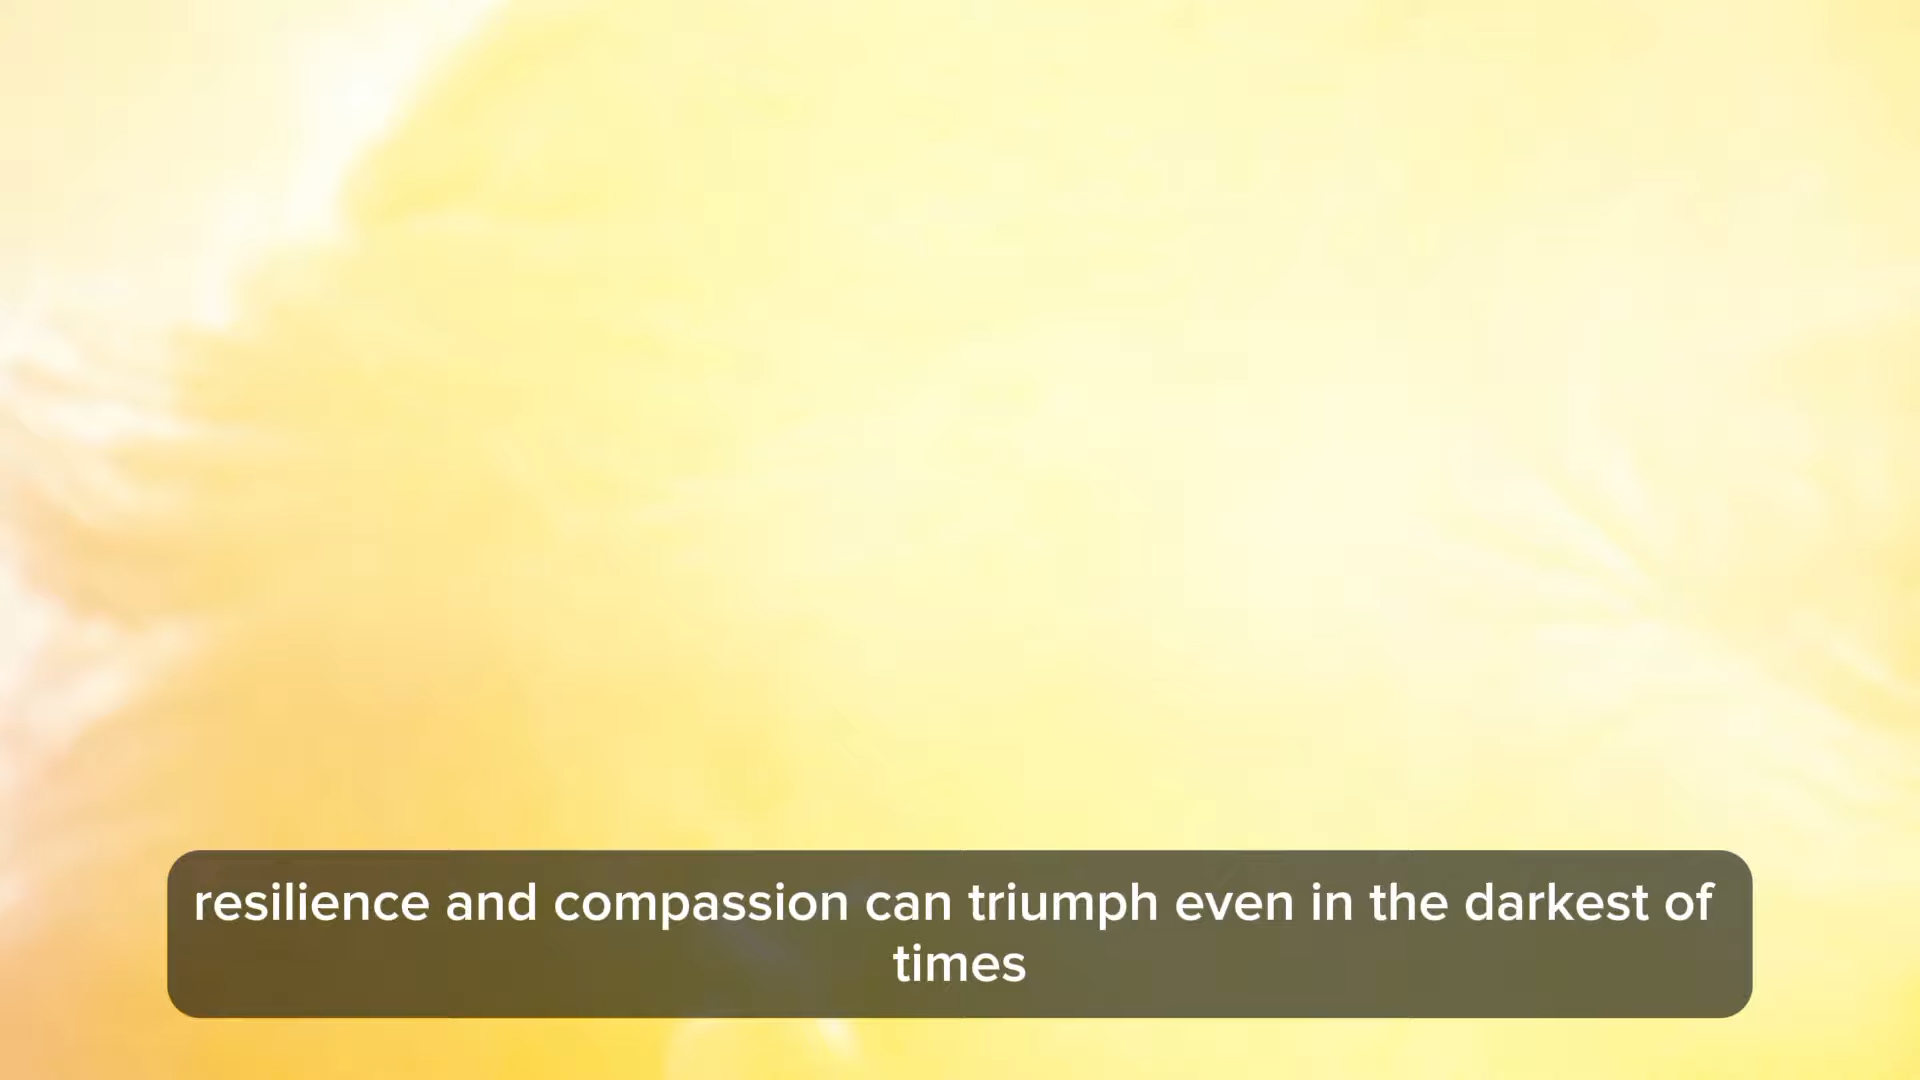 resilience and compassion can triumph even in the darkest of
times